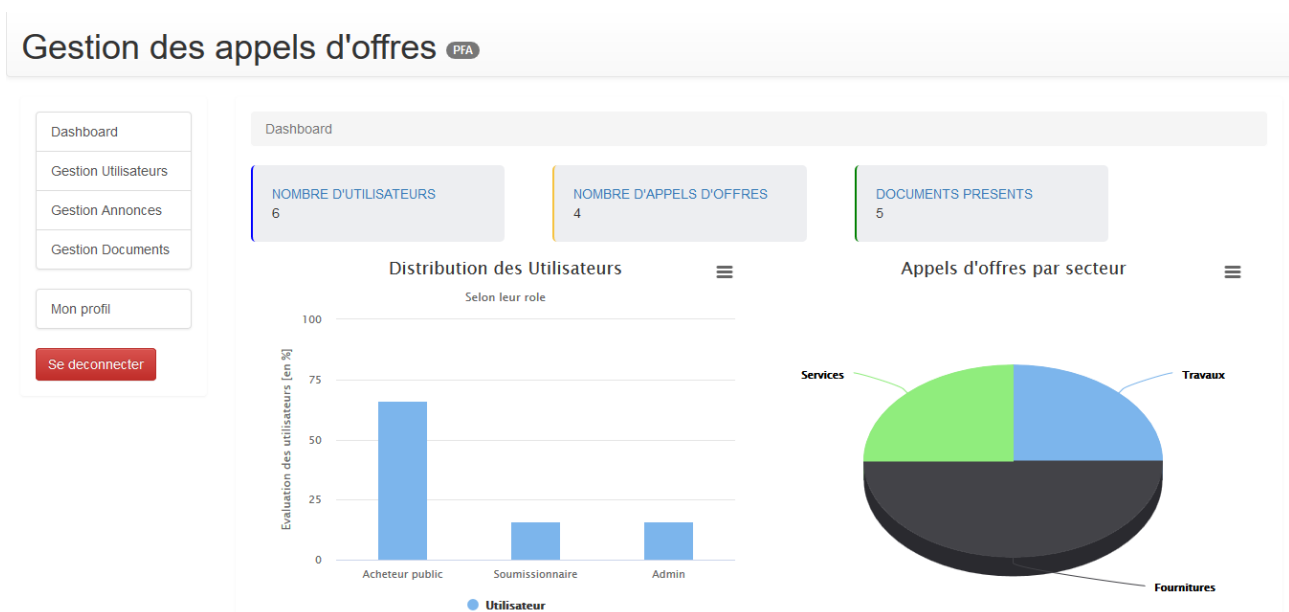 Gestion des appels d'offres PFA
Dashboard
Gestion Utilisateurs
Gestion Annonces
Gestion Documents
Mon profil
Se deconnecter
Dashboard
NOMBRE D'UTILISATEURS
6
NOMBRE D'APPELS D'OFFRES
4
DOCUMENTS PRESENTS
5
Distribution des Utilisateurs
Selon leur role
Evaluation des utilisateurs [en %]
100
75
50
25
0
Acheteur public
Soumissionnaire
Admin
Utilisateur
Appels d'offres par secteur
Services
Travaux
Fournitures